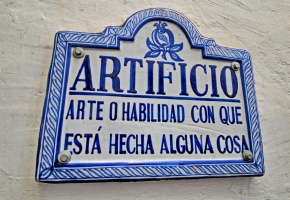 ARTIFICIO
ARTE O HABILIDAD CON QUE
ESTÁ HECHA ALGUNA COSA